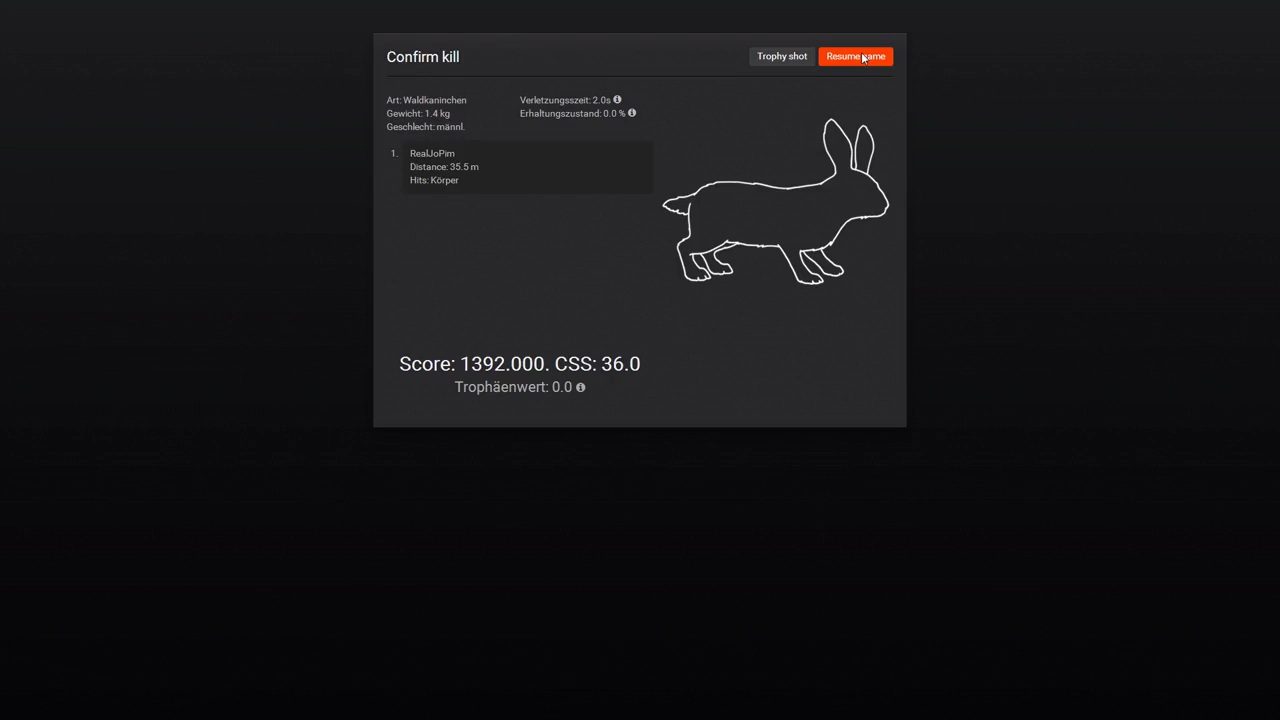 Confirm kill
Trophy shot
Resume game
Art: Waldkaninchen
Gewicht: 1.4 kg
Geschlecht: männl.
Verletzungsszeit: 2.0s
Erhaltungszustand: 0.0 %
1.
RealJoPim
Distance: 35.5 m
Hits: Körper
Score: 1392.000. CSS: 36.0
Trophäenwert: 0.0